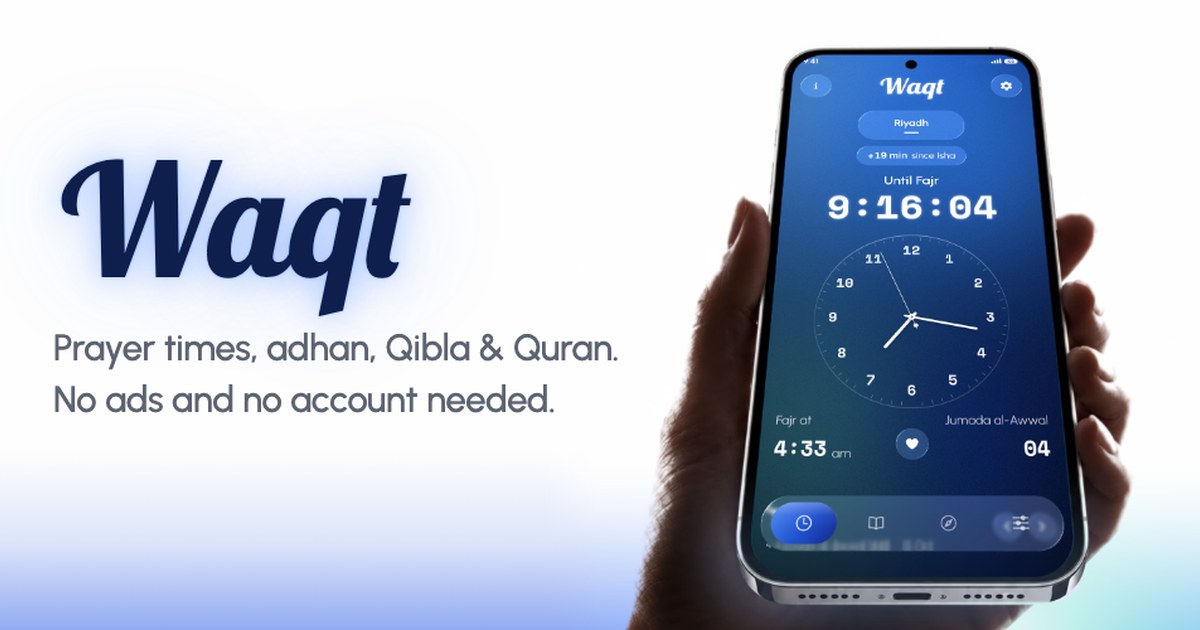 Waqt
Prayer times, adhan, Qibla & Quran.
No ads and no account needed.
9:41
Waqt
Riyadh
+19 min since Isha
Until Fajr
9:16:04
12
1
2
3
4
5
6
7
8
9
10
11
Fajr at
4:33 am
Jumada al-Awwal
04